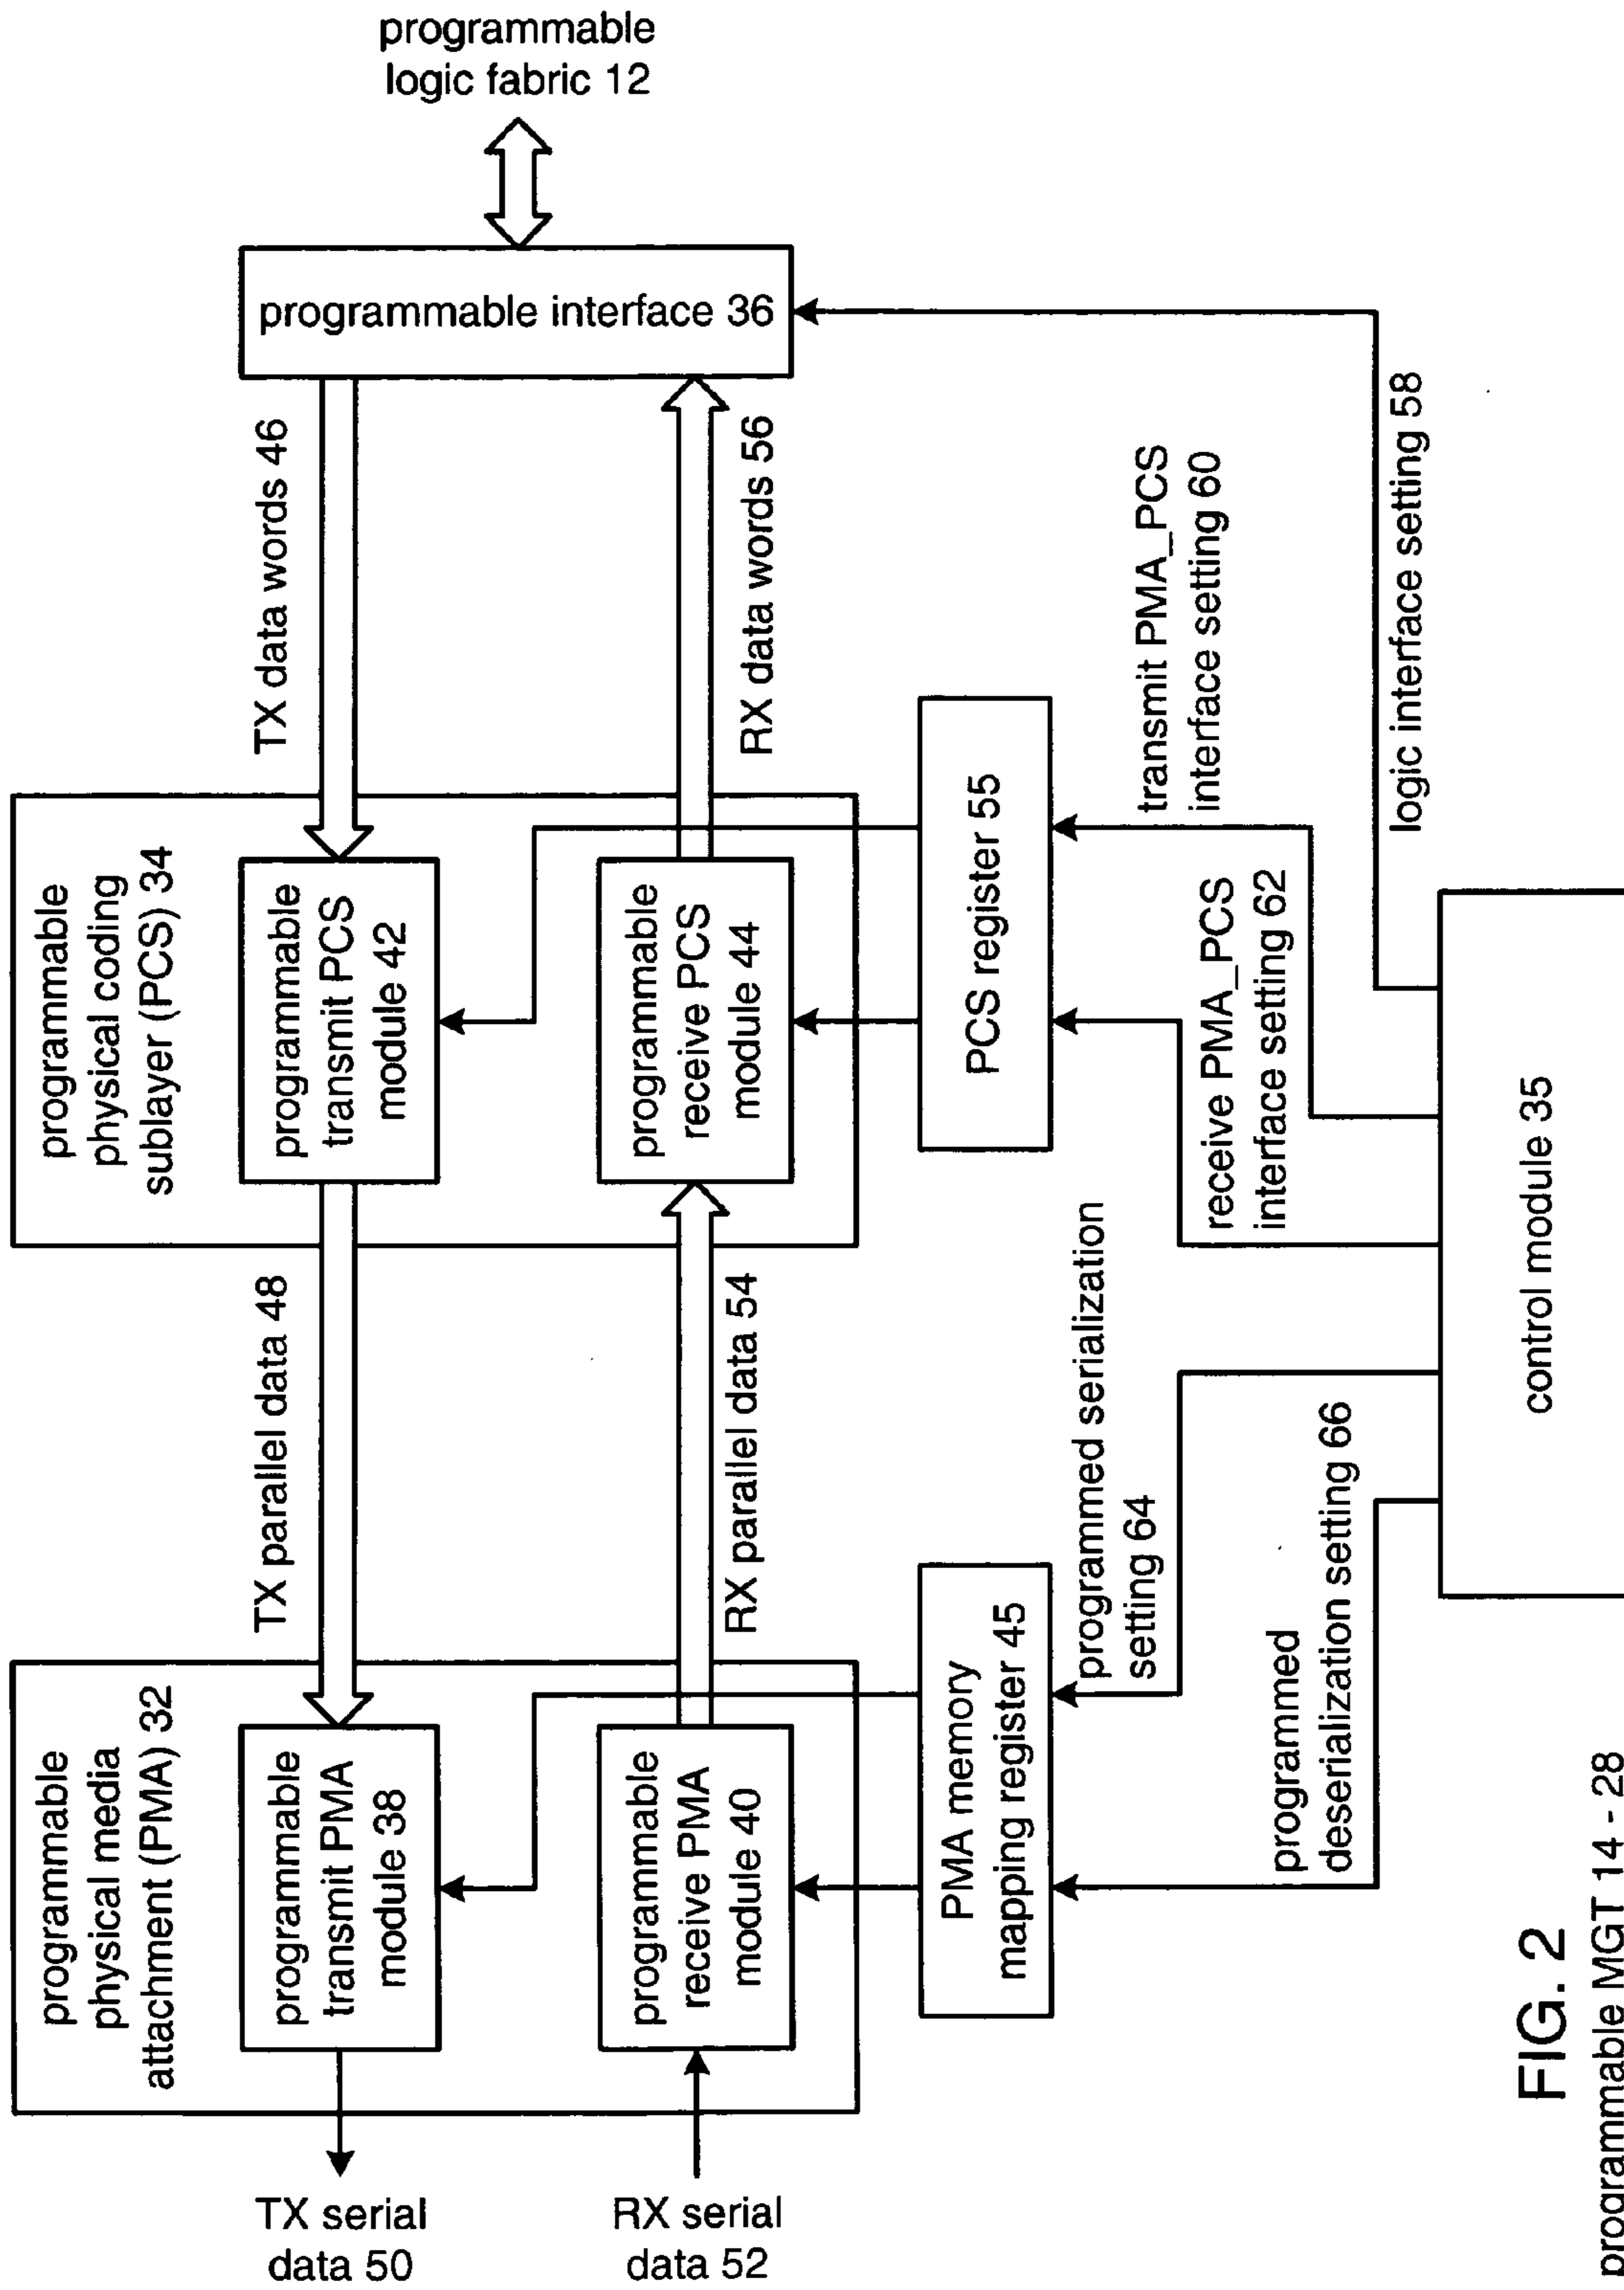 programmable
logic fabric 12
programmable interface 36
TX data words 46
RX data words 56
programmable
physical coding
sublayer (PCS) 34
programmable
transmit PCS
module 42
programmable
receive PCS
module 44
PCS register 55
transmit PMA_PCS
interface setting 60
logic interface setting 58
receive PMA_PCS
interface setting 62
TX parallel data 48
RX parallel data 54
programmed serialization
setting 64
programmable
physical media
attachment (PMA) 32
programmable
transmit PMA
module 38
programmable
receive PMA
module 40
PMA memory
mapping register 45
programmed
deserialization setting 66
control module 35
TX serial
data 50
RX serial
data 52
FIG. 2
programmable MGT 14 - 28